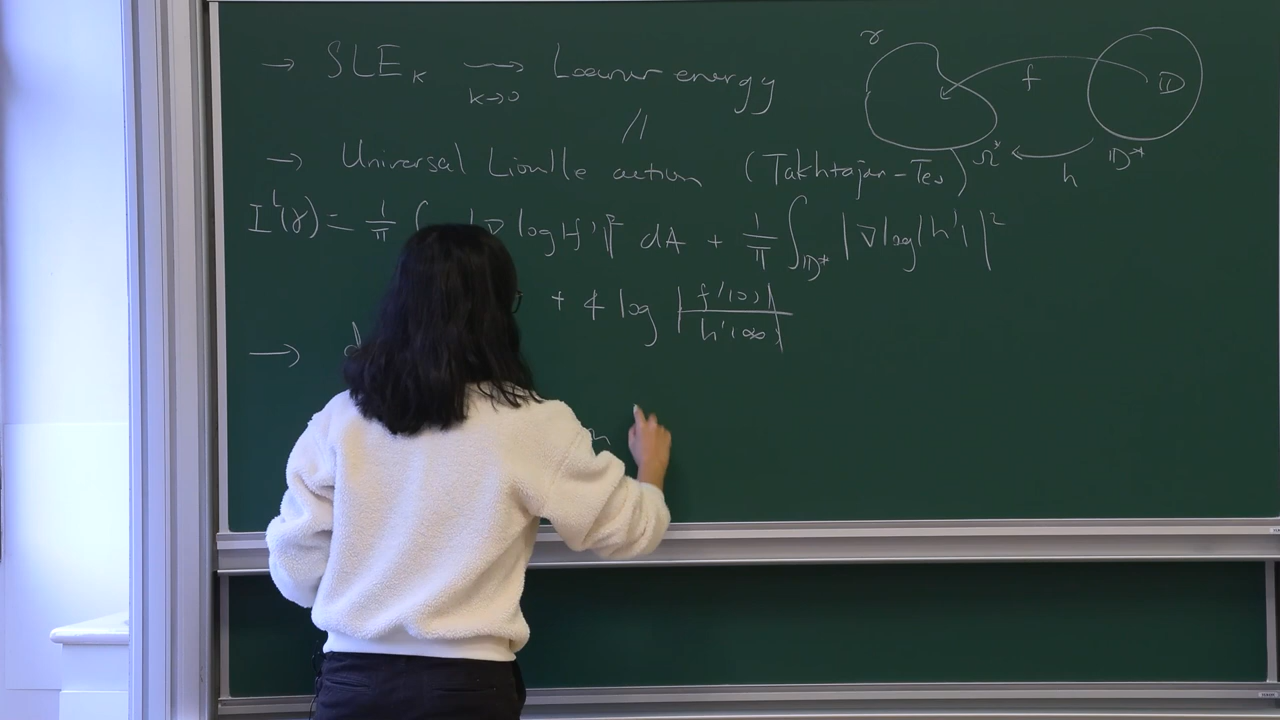 → SLE_κ ⟶ Loewner energy
κ→0
//
→ Universal Liouville action (Takhtajan-Teo)
I^L(γ) = 1/π ∫ |∇ log|f'||² dA + 1/π ∫_{𝔻*} |∇ log|h'||²
+ 4 log |f'(0)/h'(∞)|
→ d
γ
f
𝔻
Ω*
h
𝔻*